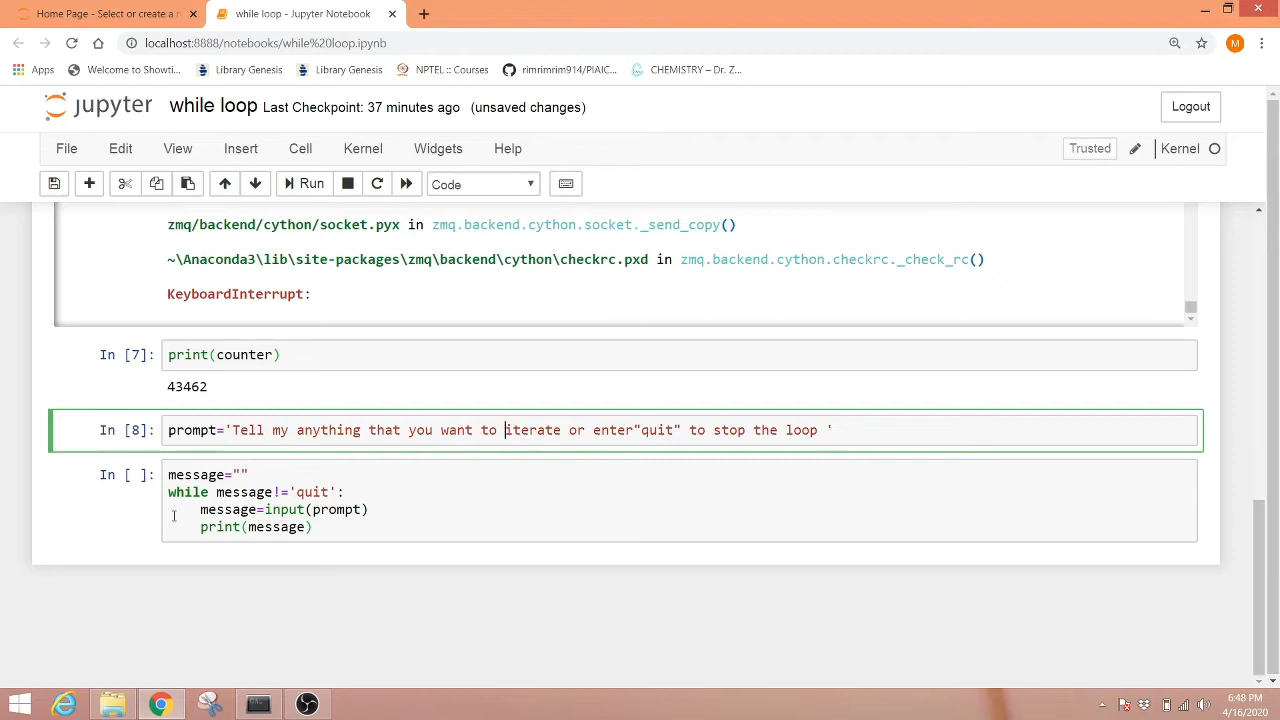 Home Page - Select or create a n
while loop - Jupyter Notebook
localhost:8888/notebooks/while%20loop.ipynb
M
Apps
Welcome to Showti...
Library Genesis
Library Genesis
NPTEL :: Courses
rimrimrim914/PIAIC...
CHEMISTRY – Dr. Z...
jupyter while loop Last Checkpoint: 37 minutes ago (unsaved changes)
Logout
File Edit View Insert Cell Kernel Widgets Help
Trusted
Kernel
Run
Code
zmq/backend/cython/socket.pyx in zmq.backend.cython.socket._send_copy()
~\Anaconda3\lib\site-packages\zmq\backend\cython\checkrc.pxd in zmq.backend.cython.checkrc._check_rc()
KeyboardInterrupt:
In [7]: print(counter)
43462
In [8]: prompt='Tell my anything that you want to iterate or enter"quit" to stop the loop '
In [ ]: message=""
while message!='quit':
    message=input(prompt)
    print(message)
6:48 PM
4/16/2020